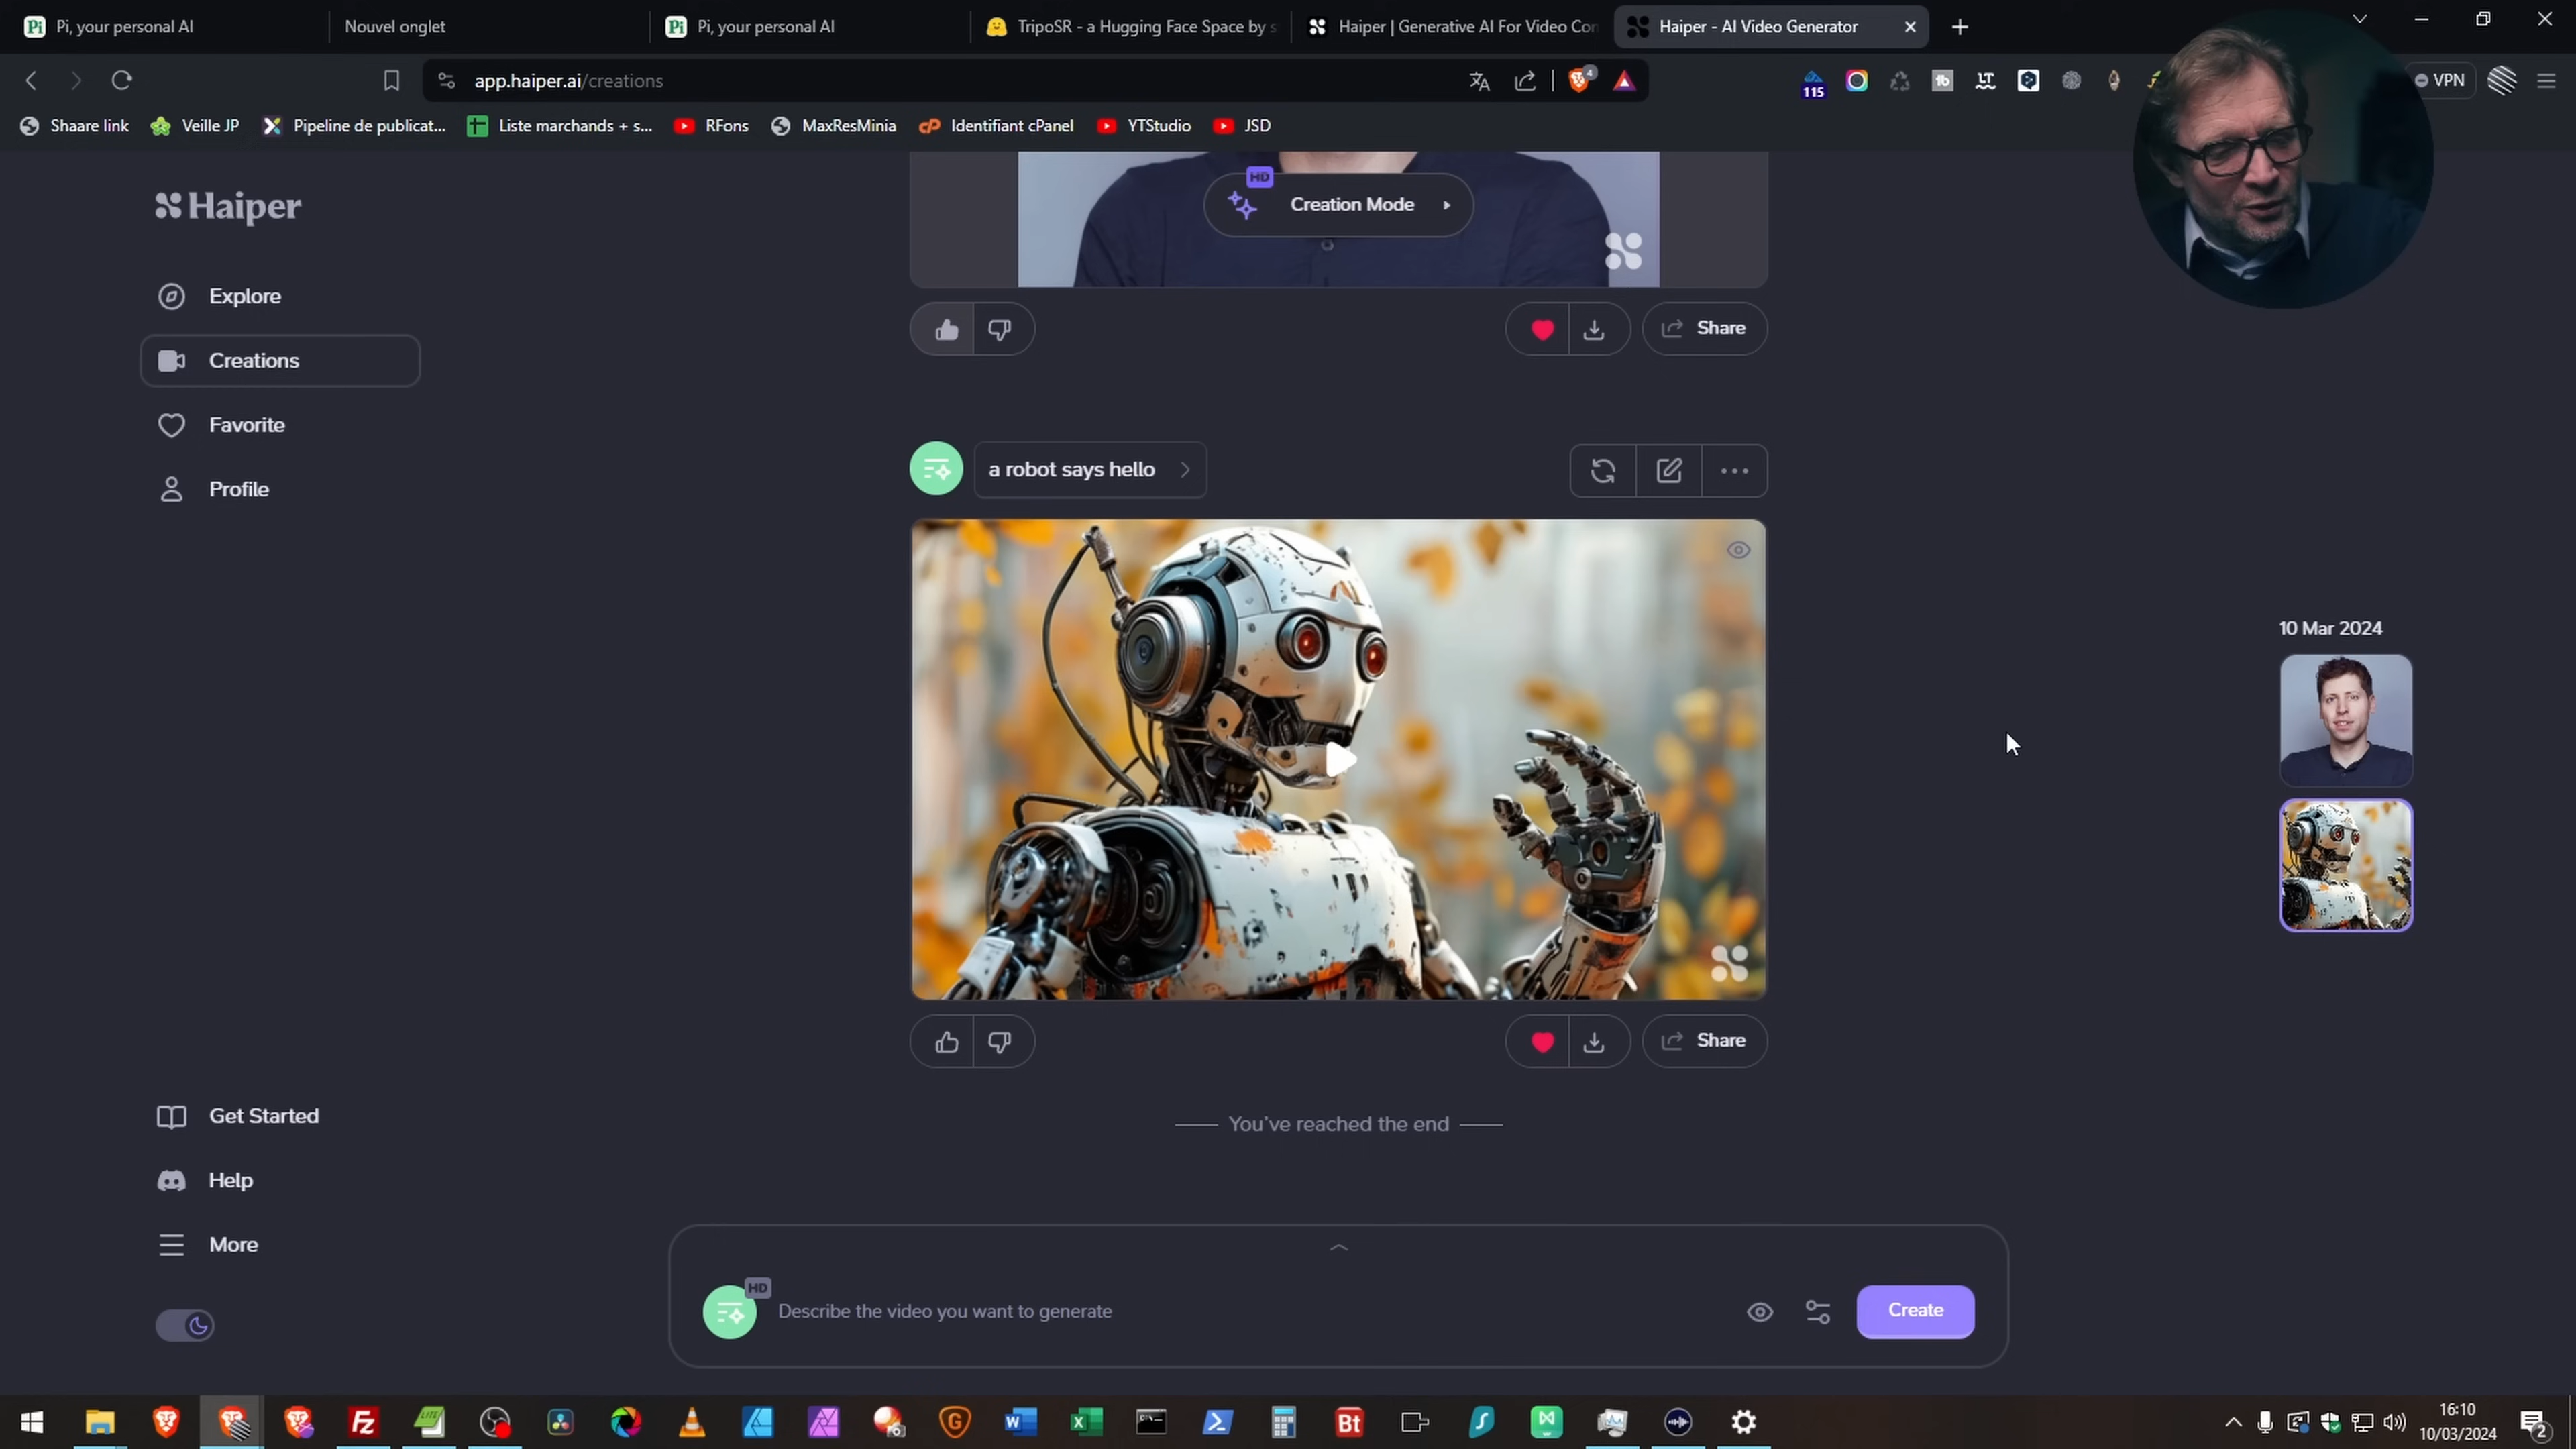 Pi, your personal AI
Nouvel onglet
Pi, your personal AI
TripoSR - a Hugging Face Space by s
Haiper | Generative AI For Video Con
Haiper - AI Video Generator
app.haiper.ai/creations
4
115
VPN
Shaare link
Veille JP
Pipeline de publicat...
Liste marchands + s...
RFons
MaxResMinia
Identifiant cPanel
YTStudio
JSD
Haiper
HD
Creation Mode
Explore
Creations
Favorite
Profile
Share
a robot says hello
10 Mar 2024
Share
You've reached the end
Get Started
Help
More
HD
Describe the video you want to generate
Create
16:10
10/03/2024
2